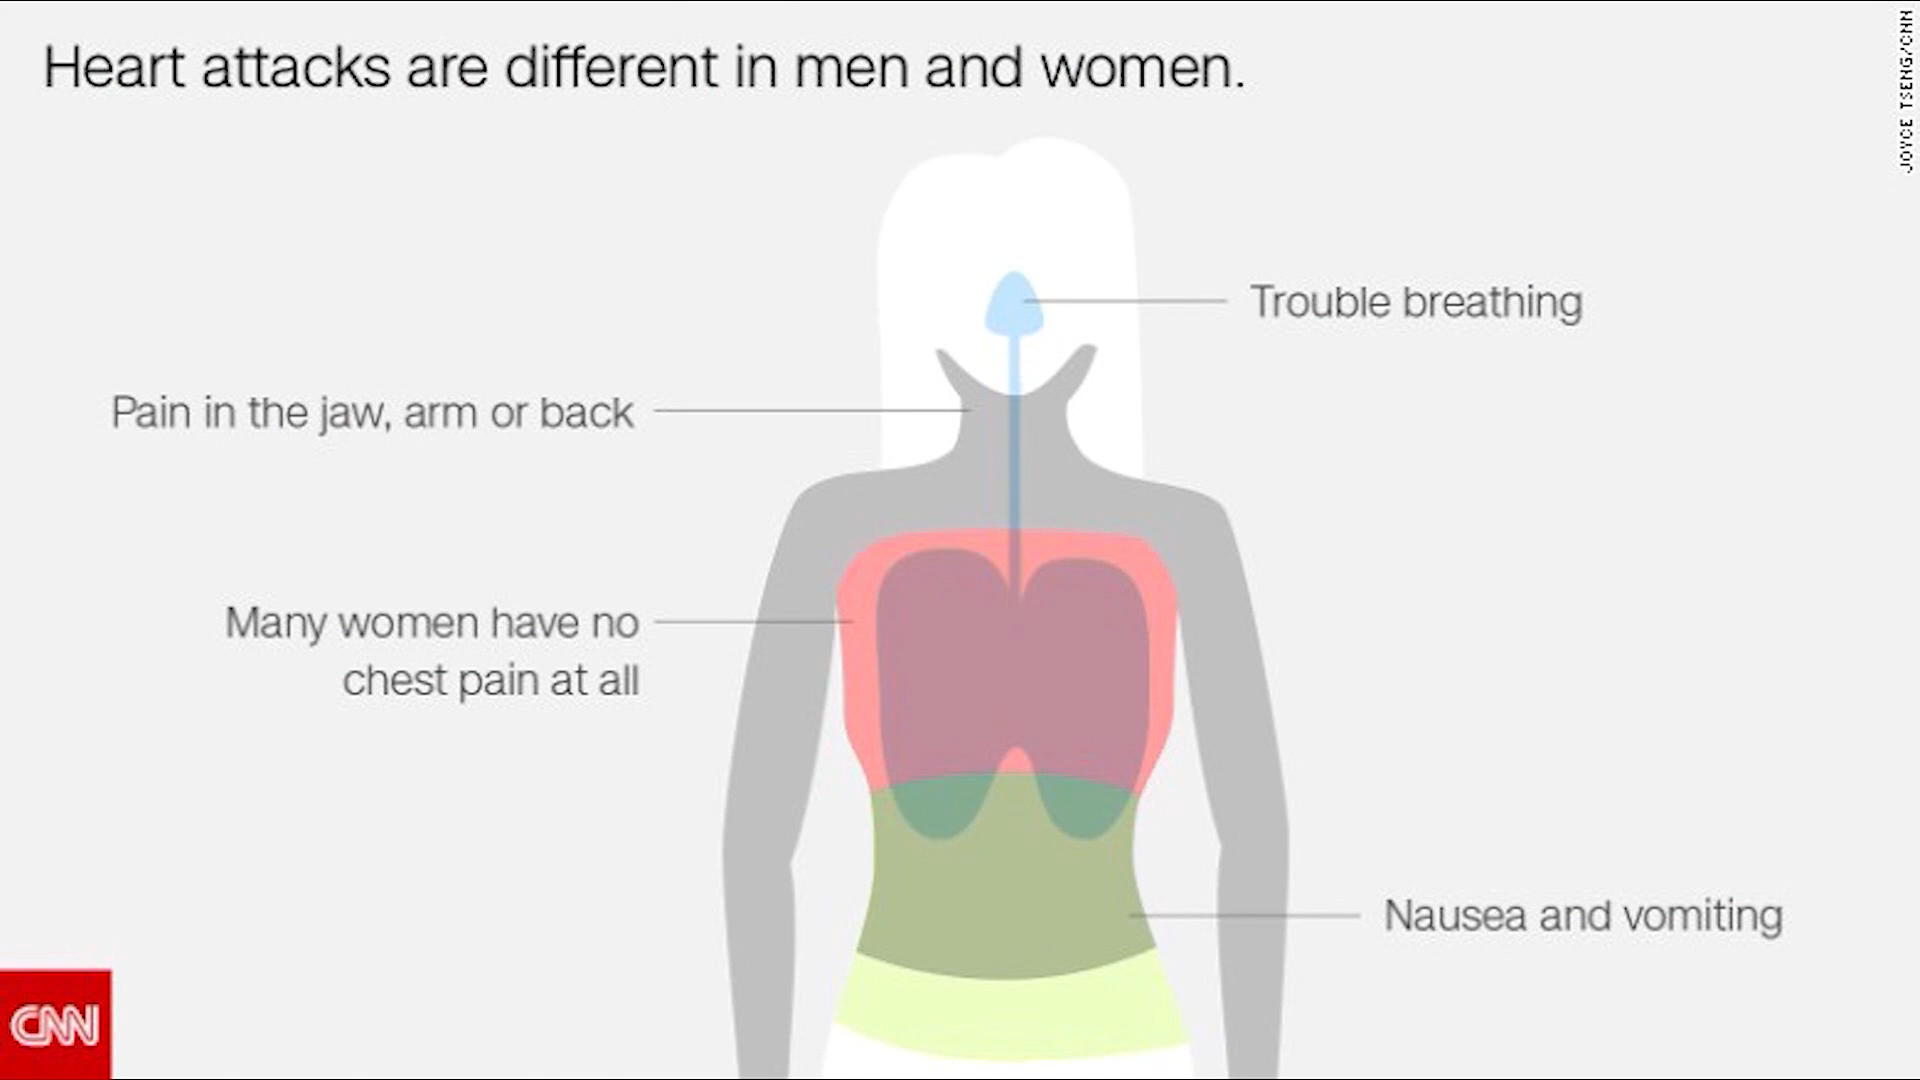 Heart attacks are different in men and women.
JOYCE TSENG/CNN
Trouble breathing
Pain in the jaw, arm or back
Many women have no
chest pain at all
Nausea and vomiting
CNN